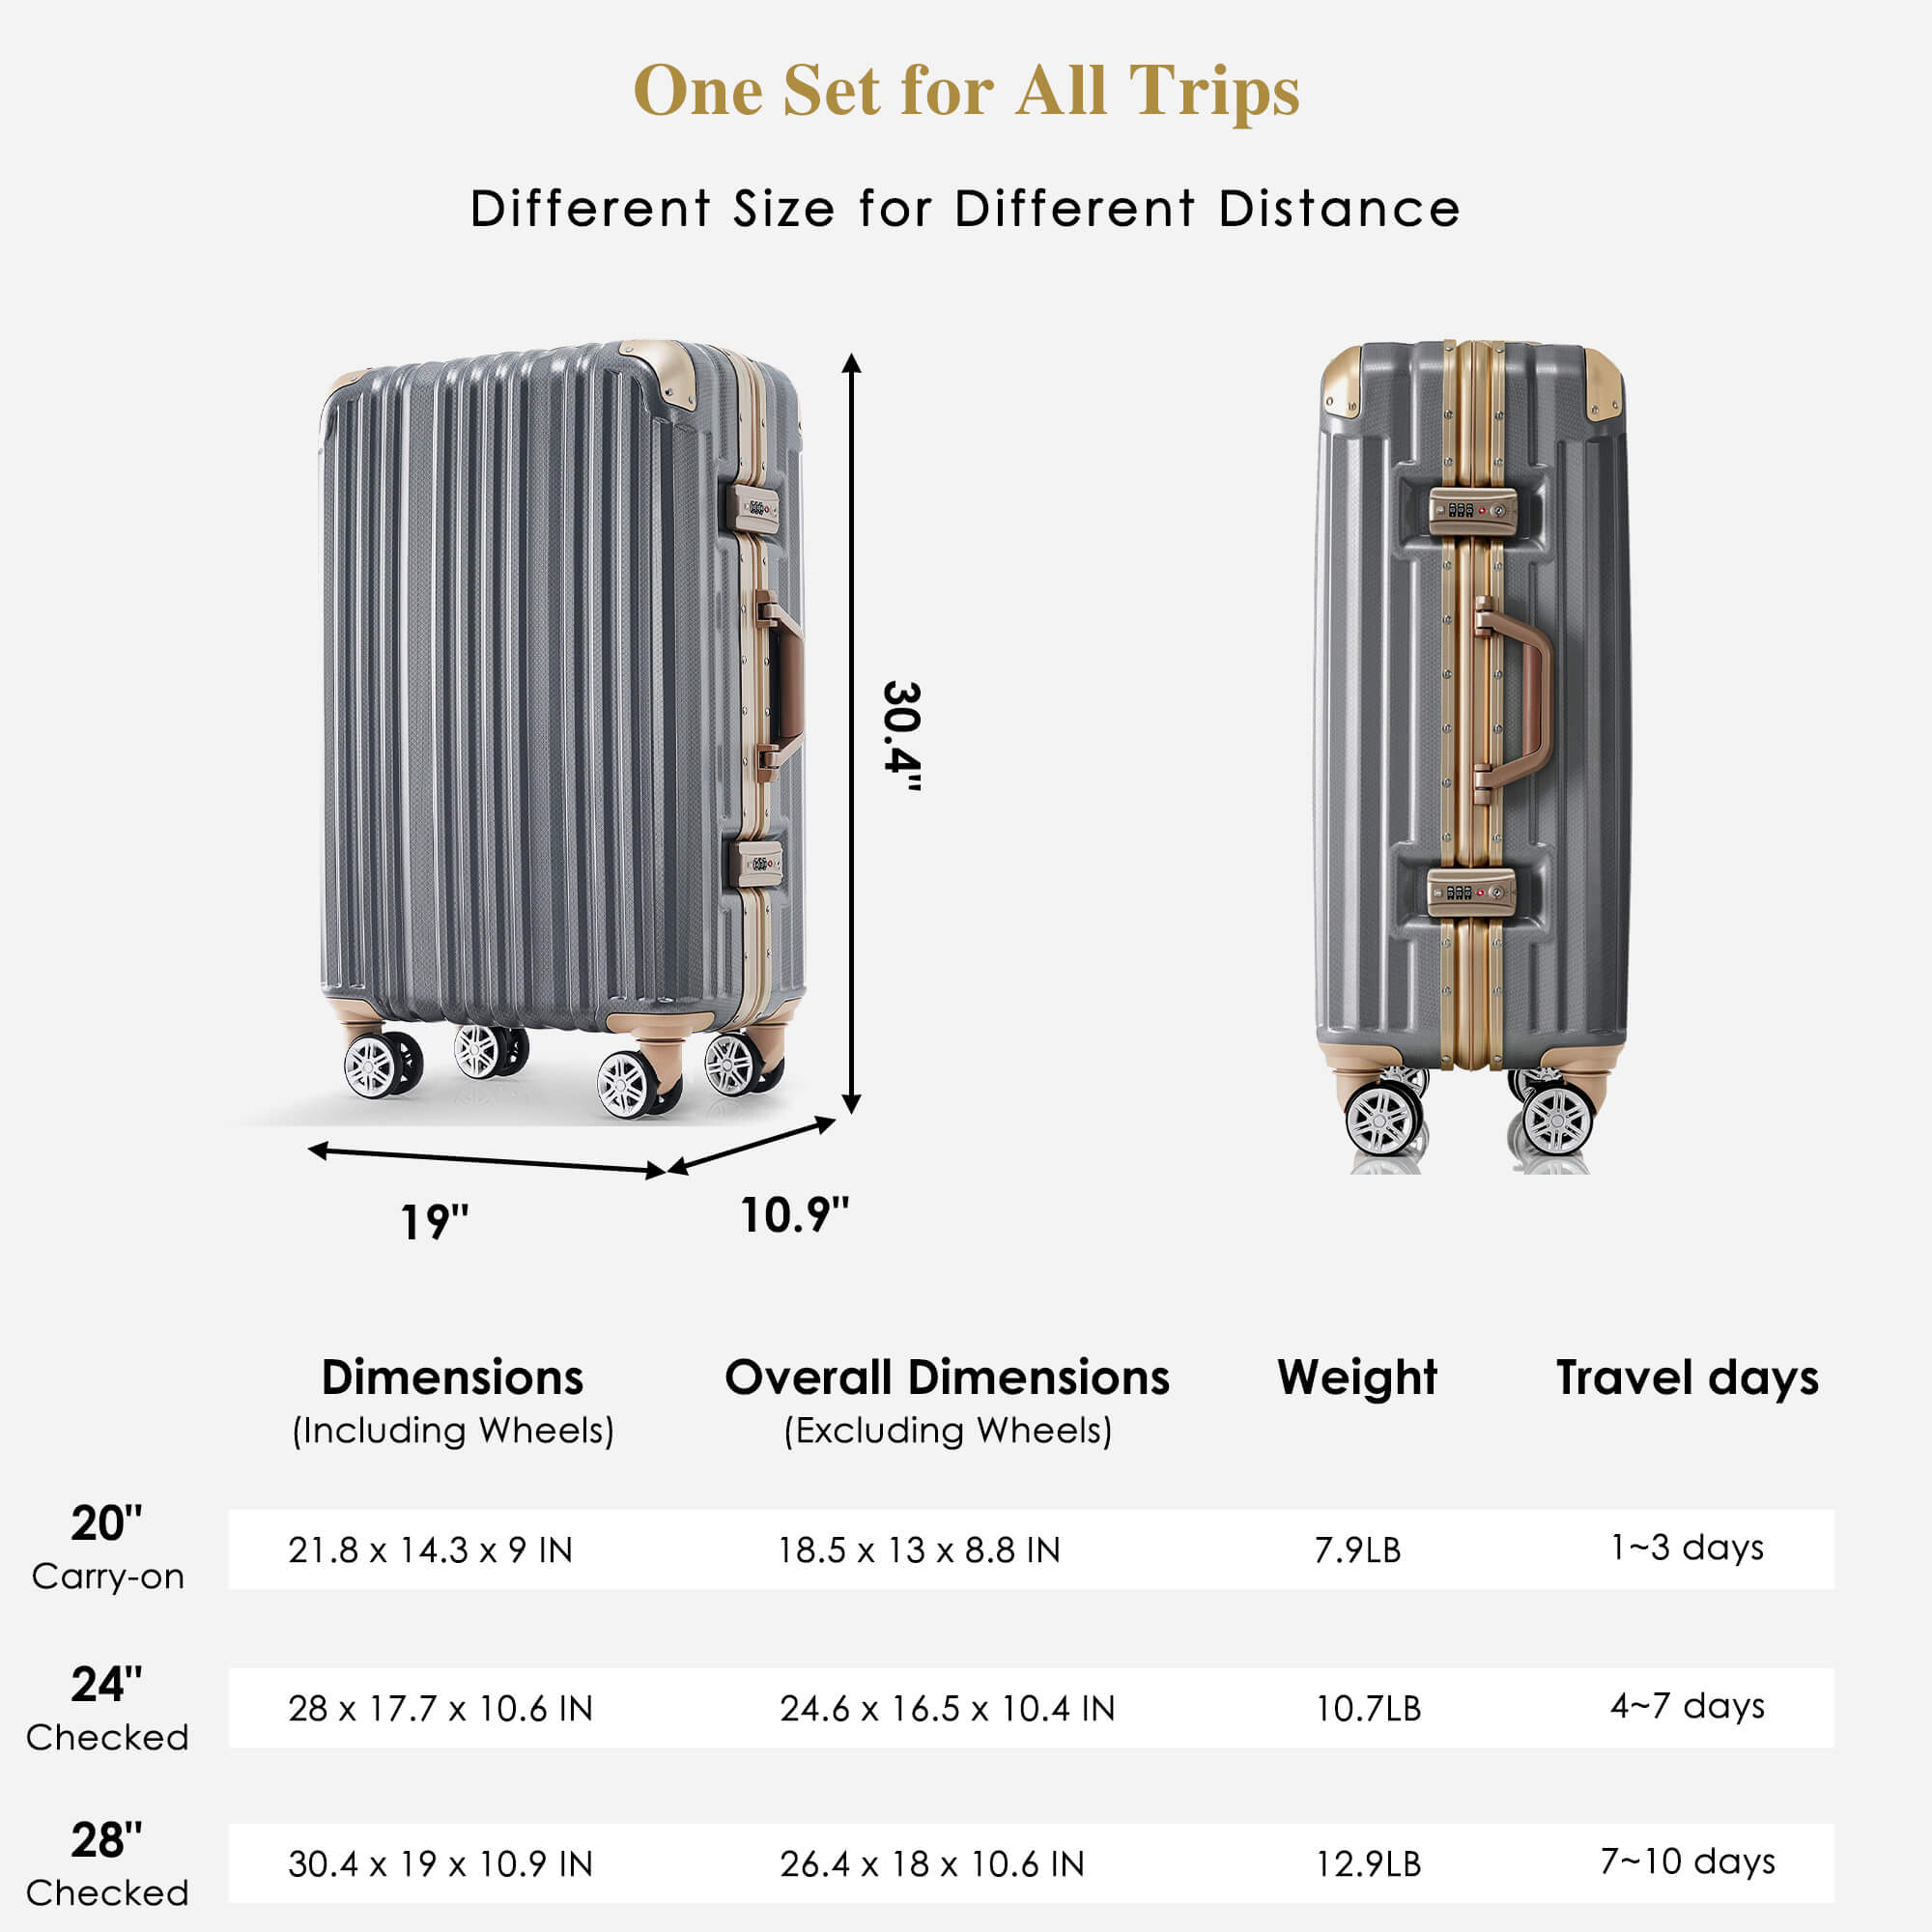 One Set for All Trips
Different Size for Different Distance
30.4"
19"
10.9"
Dimensions Overall Dimensions Weight Travel days
(Including Wheels) (Excluding Wheels)
20"
Carry-on
21.8 x 14.3 x 9 IN 18.5 x 13 x 8.8 IN 7.9LB 1~3 days
24"
Checked
28 x 17.7 x 10.6 IN 24.6 x 16.5 x 10.4 IN 10.7LB 4~7 days
28"
Checked
30.4 x 19 x 10.9 IN 26.4 x 18 x 10.6 IN 12.9LB 7~10 days